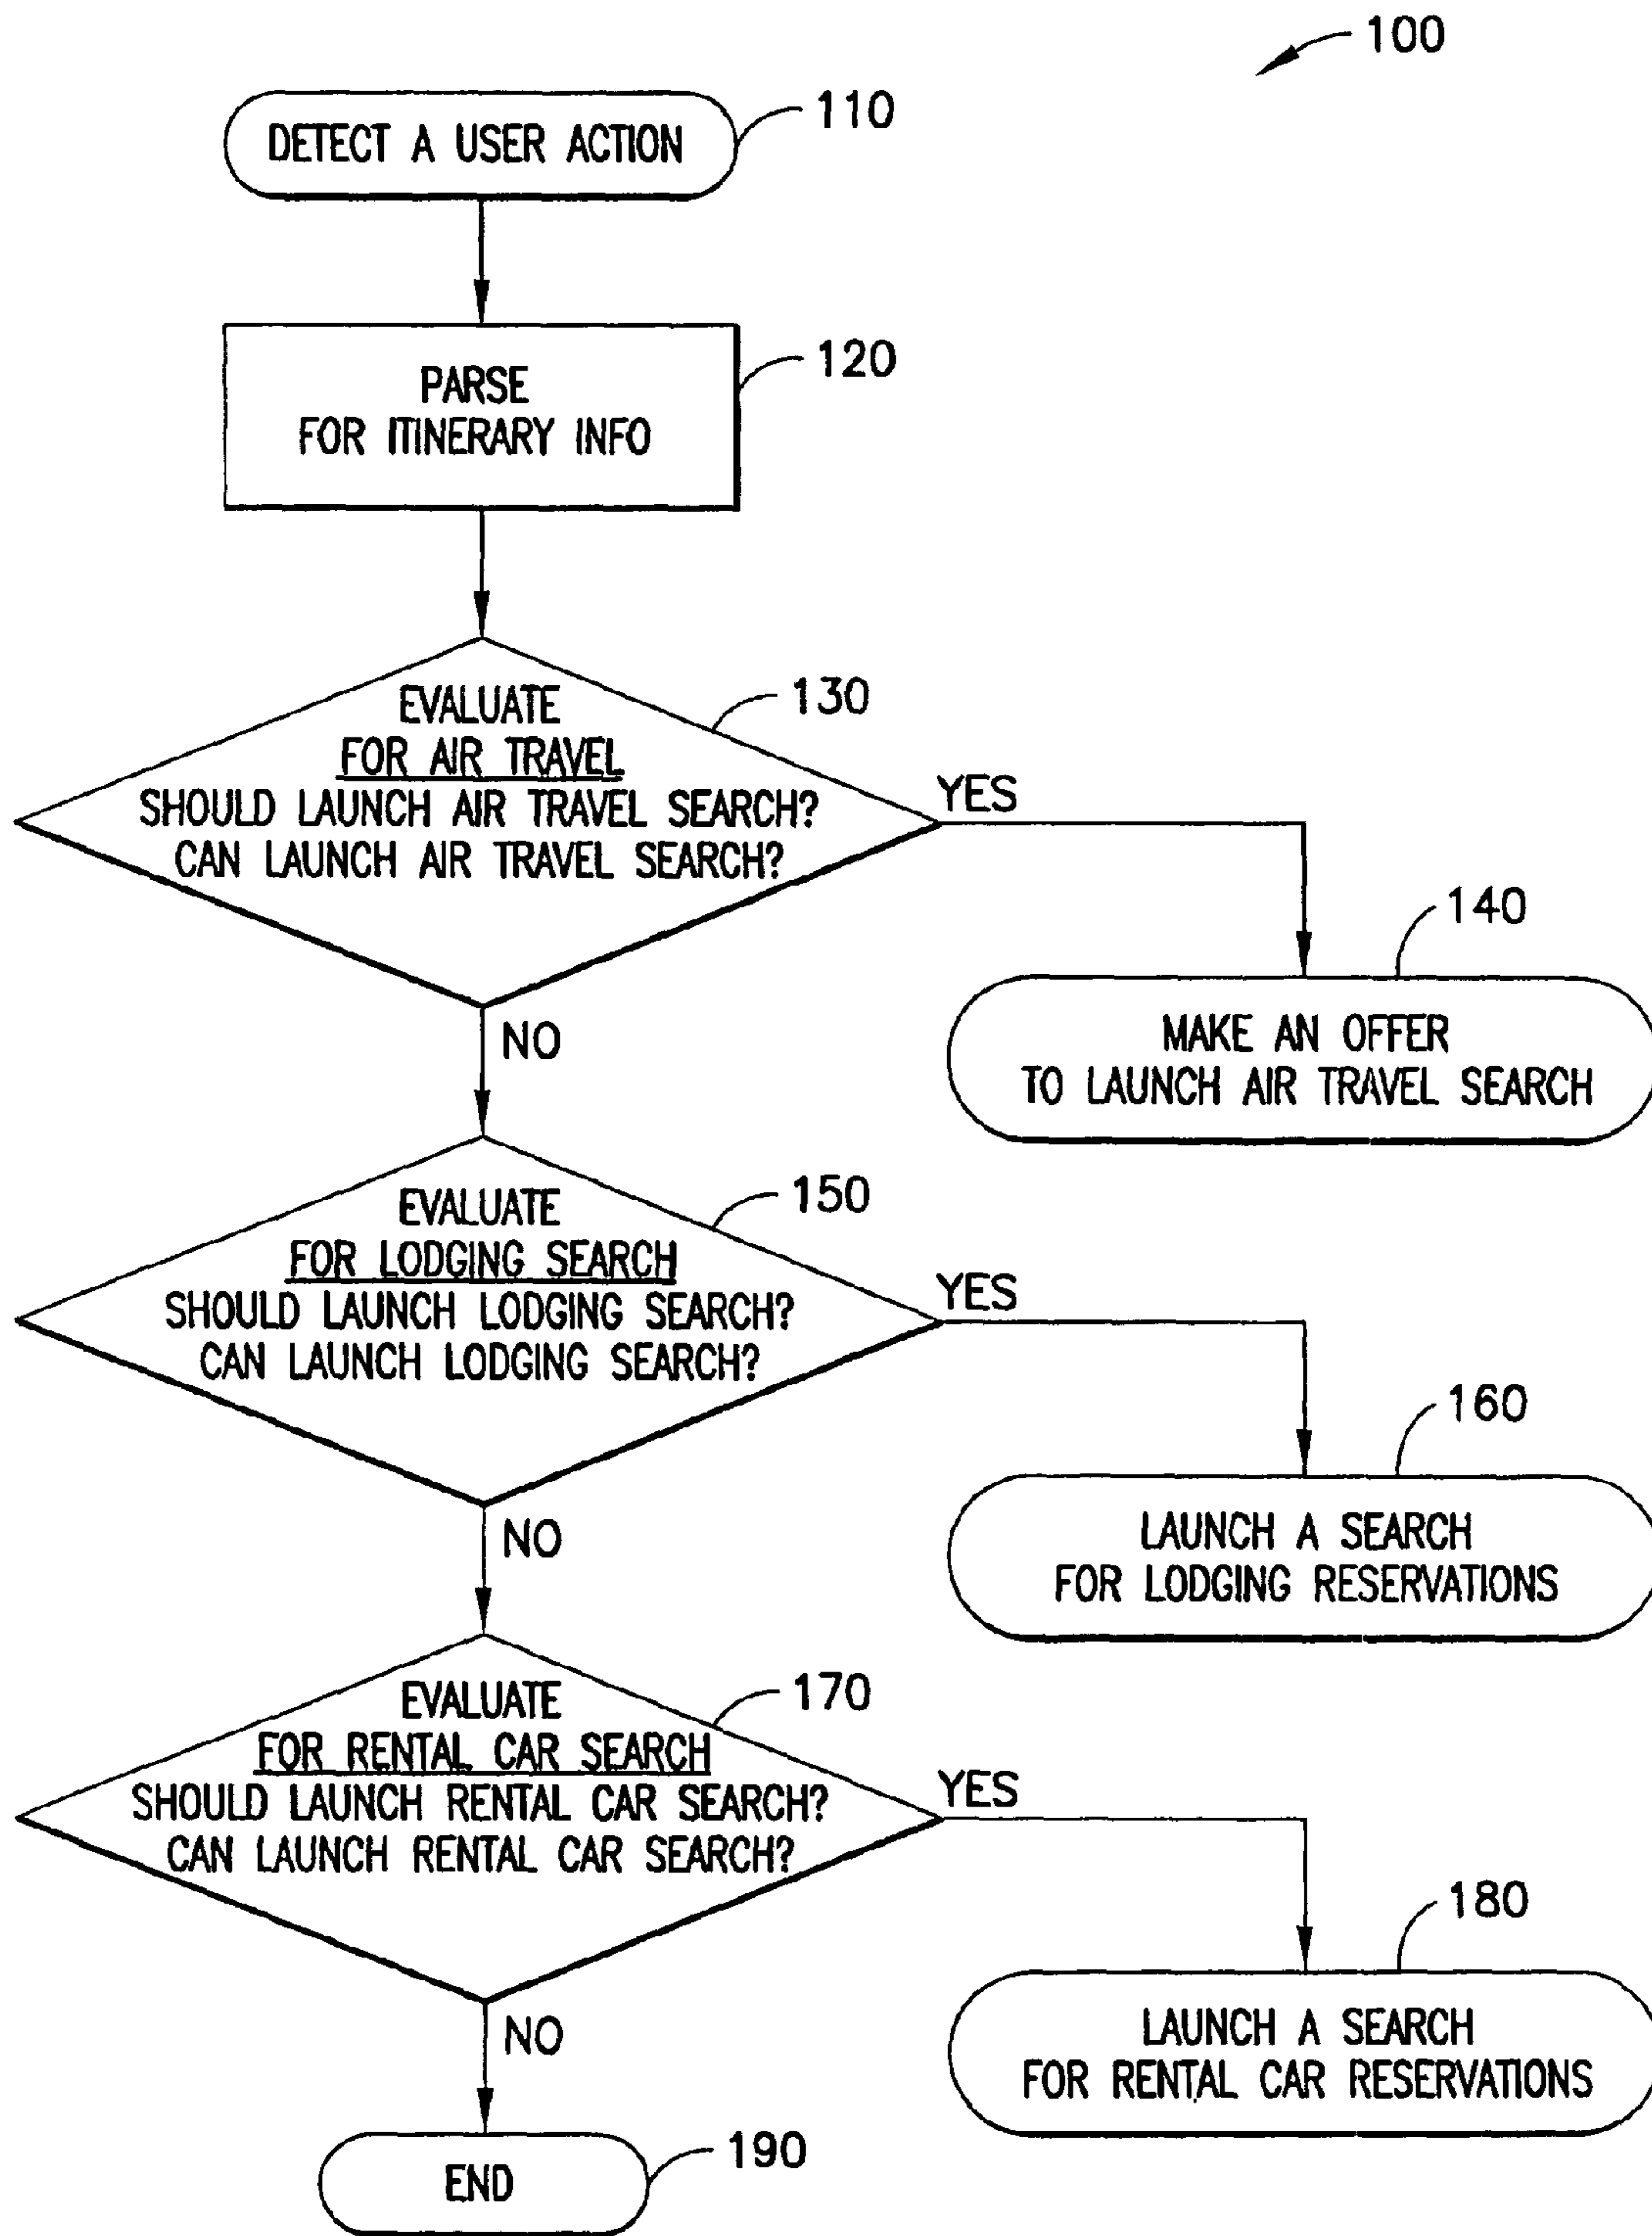 100
DETECT A USER ACTION
110
PARSE
FOR ITINERARY INFO
120
EVALUATE
FOR AIR TRAVEL
SHOULD LAUNCH AIR TRAVEL SEARCH?
CAN LAUNCH AIR TRAVEL SEARCH?
130
YES
NO
140
MAKE AN OFFER
TO LAUNCH AIR TRAVEL SEARCH
EVALUATE
FOR LODGING SEARCH
SHOULD LAUNCH LODGING SEARCH?
CAN LAUNCH LODGING SEARCH?
150
YES
NO
160
LAUNCH A SEARCH
FOR LODGING RESERVATIONS
EVALUATE
FOR RENTAL CAR SEARCH
SHOULD LAUNCH RENTAL CAR SEARCH?
CAN LAUNCH RENTAL CAR SEARCH?
170
YES
NO
180
LAUNCH A SEARCH
FOR RENTAL CAR RESERVATIONS
END
190